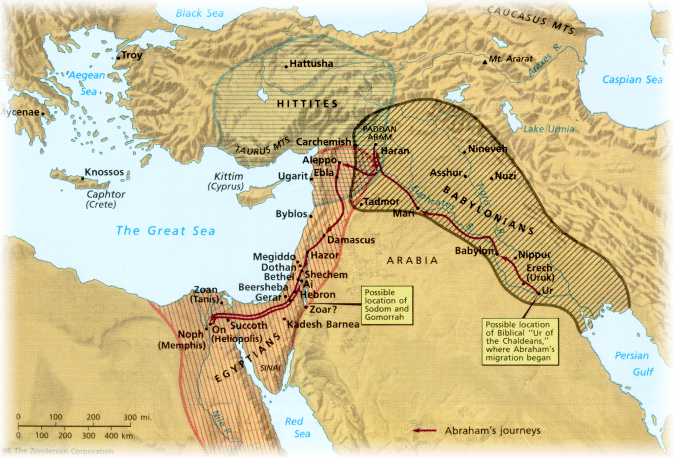 Black Sea
CAUCASUS MTS.
Troy
Hattusha
Mt. Ararat
Araxes R.
Aegean
Sea
Caspian Sea
HITTITES
Mycenae
Lake Urmia
TAURUS MTS.
Carchemish
PADDAN
ARAM
Haran
Nineveh
Aleppo
Ebla
Ugarit
Knossos
Caphtor
(Crete)
Kittim
(Cyprus)
Asshur
Nuzi
BABYLONIANS
Tigris R.
Euphrates R.
Tadmor
Mari
Byblos
The Great Sea
Damascus
ARABIA
Babylon
Nippur
Erech
(Uruk)
Ur
Megiddo
Hazor
Dothan
Bethel
Shechem
Ai
Beersheba
Gerar
Hebron
Zoar?
Kadesh Barnea
Possible
location of
Sodom and
Gomorrah
Zoan
(Tanis)
On
(Heliopolis)
Succoth
Noph
(Memphis)
EGYPTIANS
SINAI
Nile R.
Red
Sea
Possible location
of Biblical "Ur of
the Chaldeans,"
where Abraham's
migration began
Persian
Gulf
0 100 200 300 mi.
0 100 200 300 400 km.
Abraham's journeys
The Zondervan Corporation